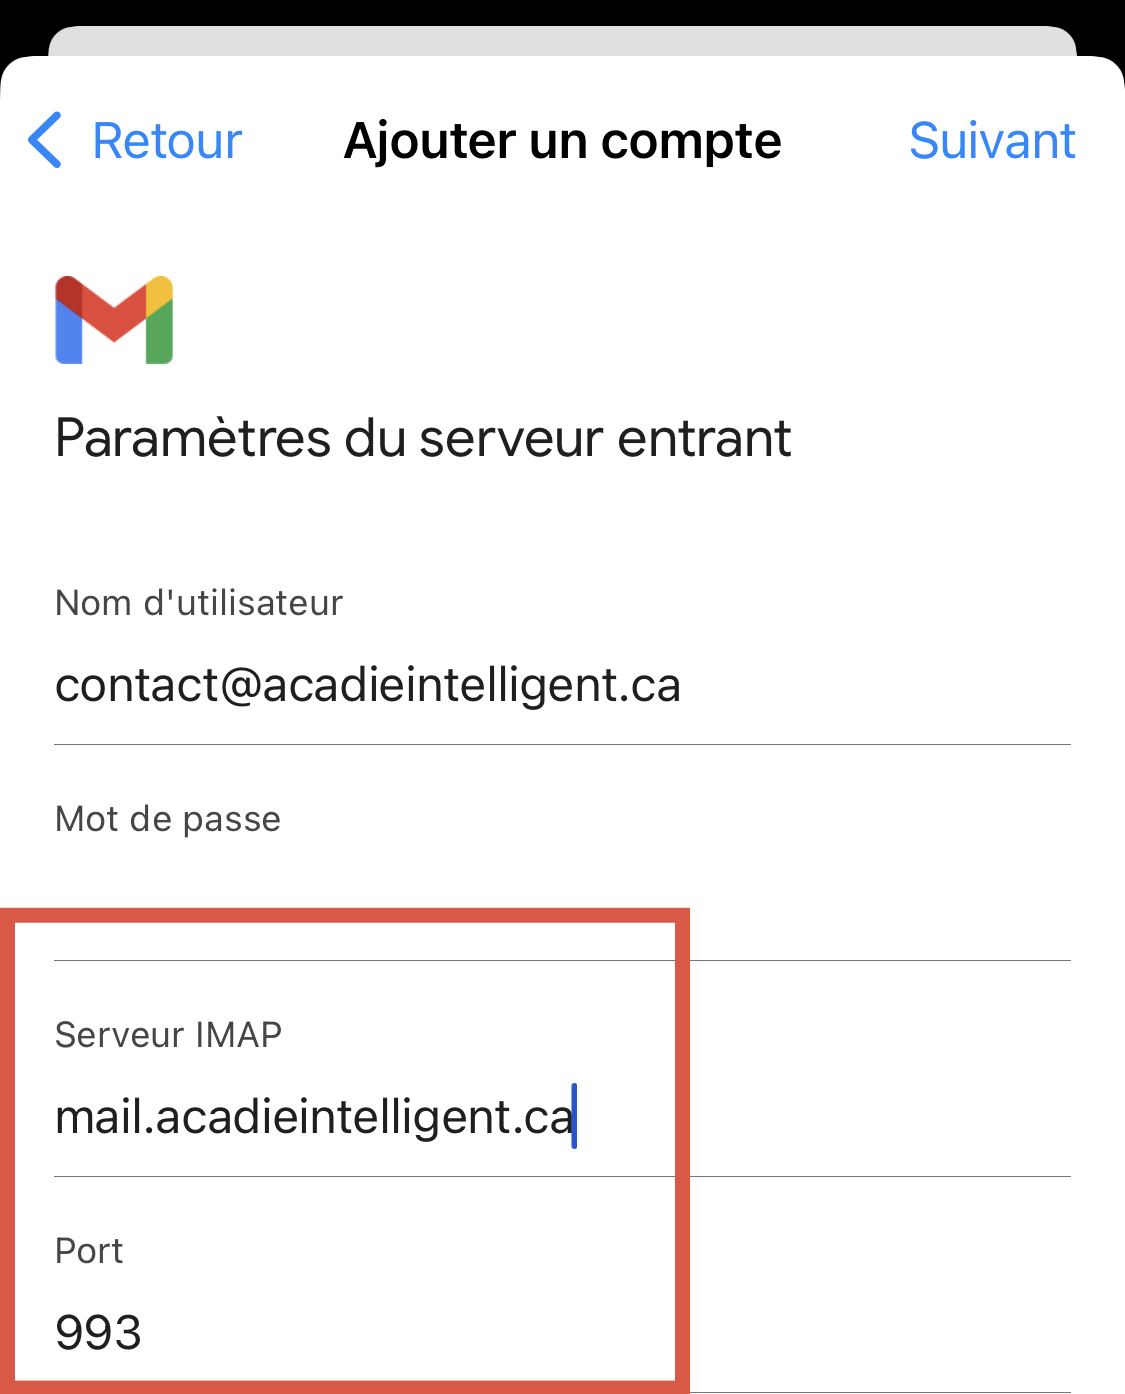 Retour
Ajouter un compte
Suivant
Paramètres du serveur entrant
Nom d'utilisateur
contact@acadieintelligent.ca
Mot de passe
Serveur IMAP
mail.acadieintelligent.ca
Port
993